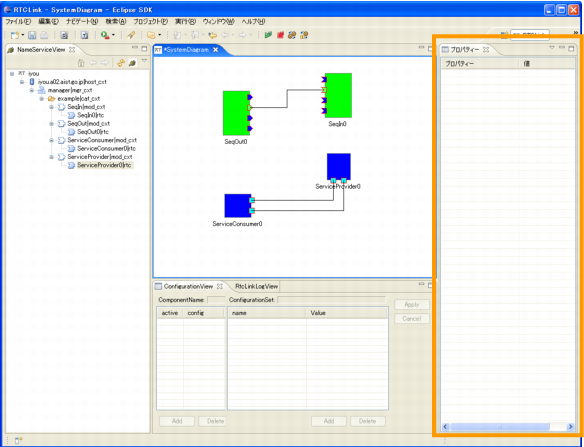 RTCLink - SystemDiagram - Eclipse SDK
ファイル(F) 編集(E) ナビゲート(N) 検索(A) プロジェクト(P) 実行(R) ウィンドウ(W) ヘルプ(H)
NameServiceView
iyou
iyou.a02.aist.go.jp|host_cxt
manager|mgr_cxt
example|cat_cxt
SeqIn|mod_cxt
SeqIn0|rtc
SeqOut|mod_cxt
SeqOut0|rtc
ServiceConsumer|mod_cxt
ServiceConsumer0|rtc
ServiceProvider|mod_cxt
ServiceProvider0|rtc
*SystemDiagram
SeqOut0
SeqIn0
ServiceProvider0
ServiceConsumer0
ConfigurationView RtcLinkLogView
ComponentName: ConfigurationSet:
active config name Value
Apply
Cancel
Add Delete Add Delete
プロパティー
プロパティー 値